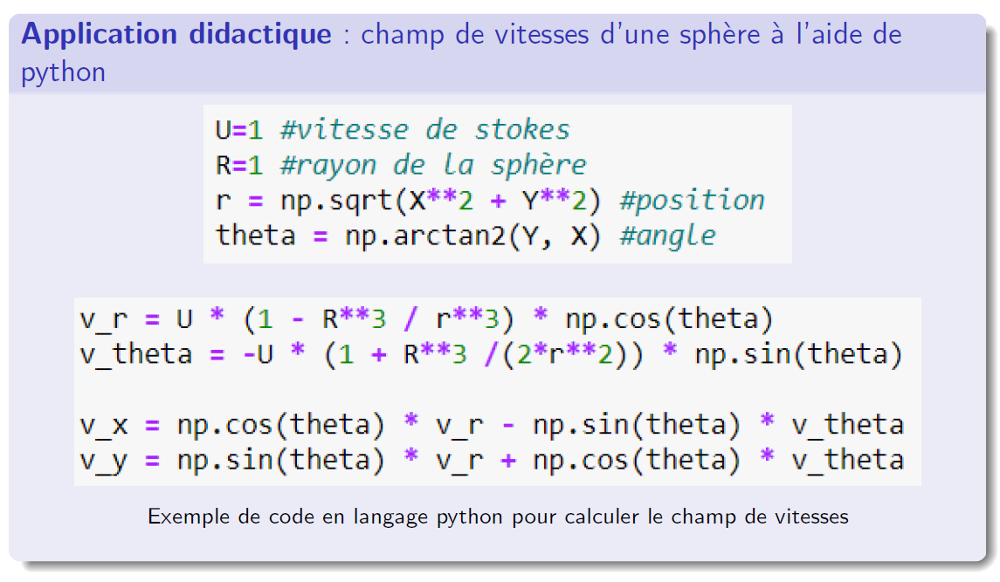 Application didactique : champ de vitesses d'une sphère à l'aide de
python
U=1 #vitesse de stokes
R=1 #rayon de la sphère
r = np.sqrt(X**2 + Y**2) #position
theta = np.arctan2(Y, X) #angle
v_r = U * (1 - R**3 / r**3) * np.cos(theta)
v_theta = -U * (1 + R**3 /(2*r**2)) * np.sin(theta)
v_x = np.cos(theta) * v_r - np.sin(theta) * v_theta
v_y = np.sin(theta) * v_r + np.cos(theta) * v_theta
Exemple de code en langage python pour calculer le champ de vitesses